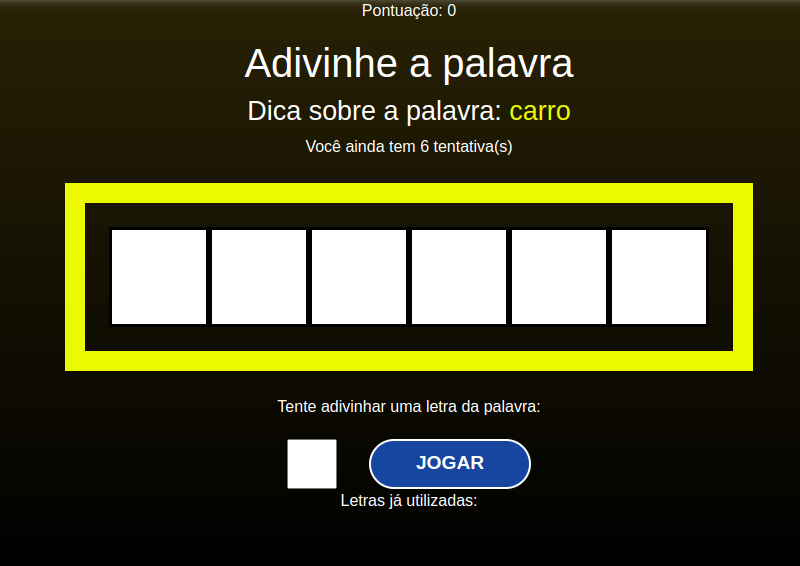 Pontuação: 0
Adivinhe a palavra
Dica sobre a palavra: carro
Você ainda tem 6 tentativa(s)
Tente adivinhar uma letra da palavra:
JOGAR
Letras já utilizadas: